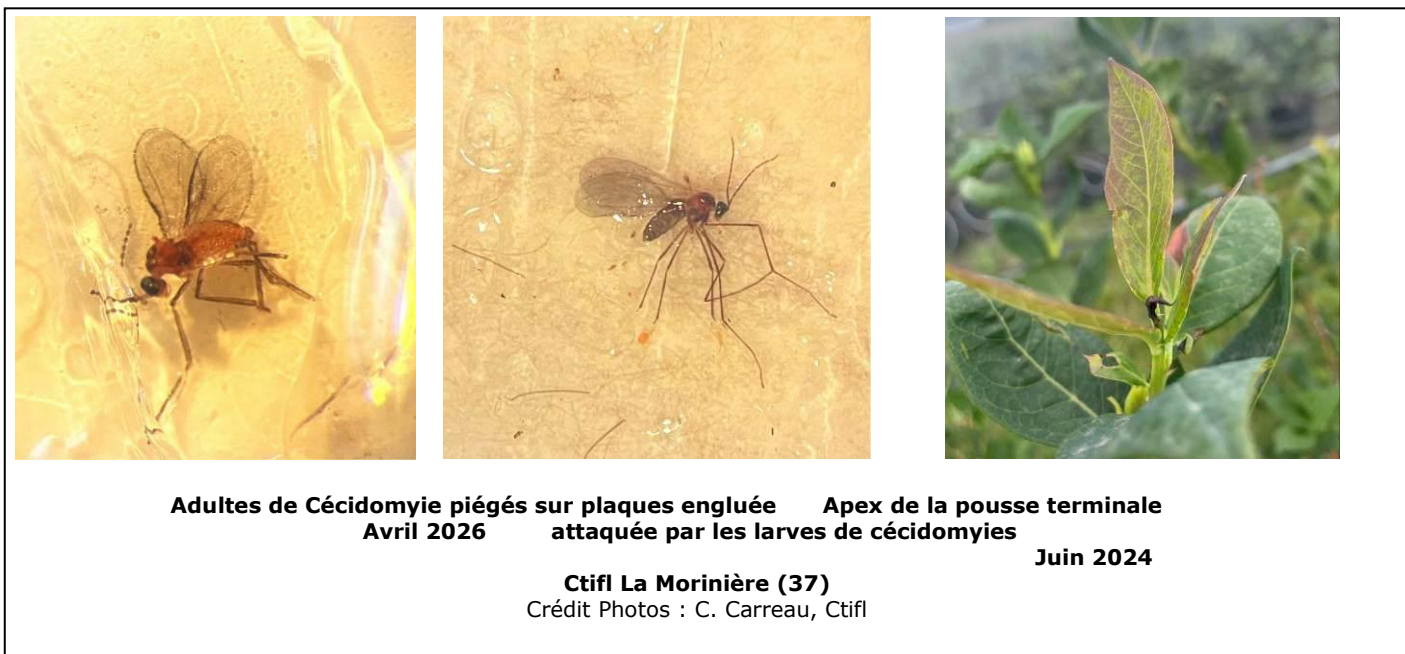 Adultes de Cécidomyie piégés sur plaques engluée Apex de la pousse terminale
Avril 2026 attaquée par les larves de cécidomyies
Juin 2024
Ctifl La Morinière (37)
Crédit Photos : C. Carreau, Ctifl